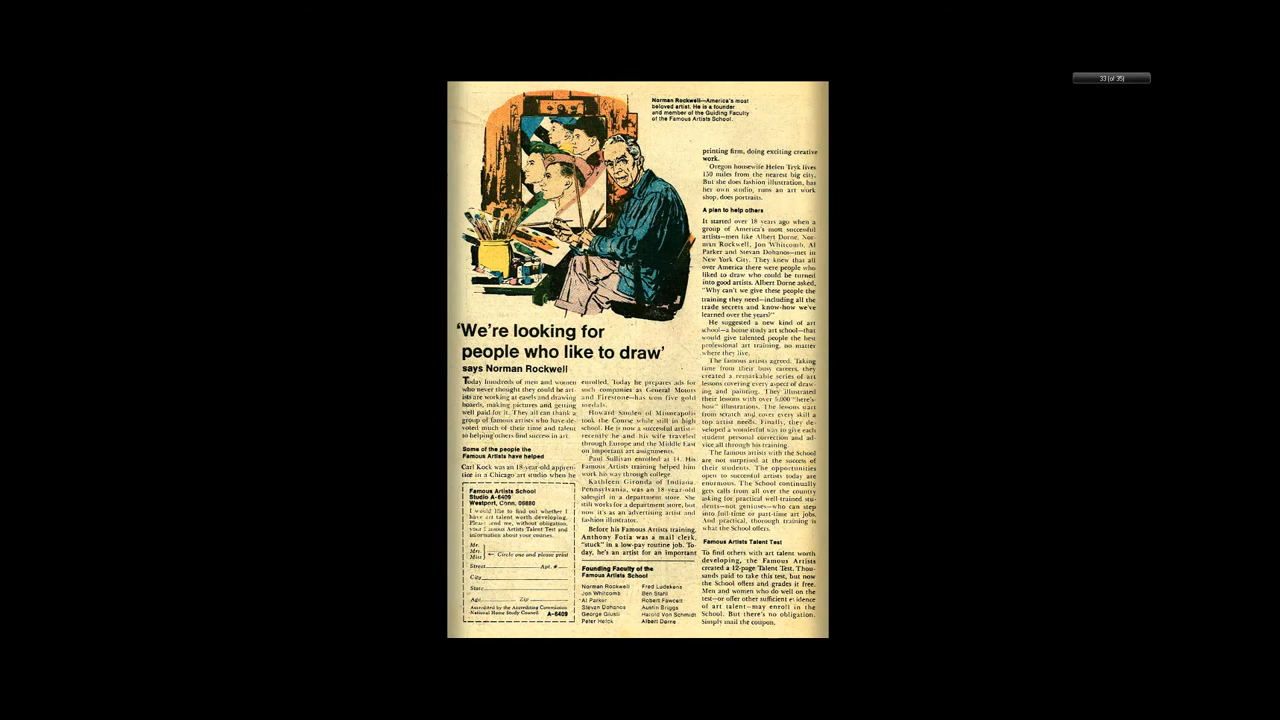 33 (of 35)
Norman Rockwell—America's most
beloved artist. He is a founder
and member of the Guiding Faculty
of the Famous Artists School.
'We're looking for
people who like to draw'
says Norman Rockwell
Today hundreds of men and women
who never thought they could be art-
ists are working at easels and drawing
boards, making pictures and getting
well paid for it. They all can thank a
group of famous artists who have de-
voted much of their time and talent
to helping others find success in art.
Some of the people the
Famous Artists have helped
Carl Kock was an 18-year-old appren-
tice in a Chicago art studio when he
Famous Artists School
Studio A-6409
Westport, Conn. 06880
I would like to find out whether I
have art talent worth developing.
Please send me, without obligation,
your Famous Artists Talent Test and
information about your courses.
Mr.
Mrs.
Miss
Circle one and please print
Street Apt. #
City
State
Age Zip
Accredited by the Accrediting Commission
National Home Study Council A-6409
enrolled. Today he prepares ads for
such companies as General Motors
and Firestone—has won five gold
medals.
Howard Sanden of Minneapolis
took the Course while still in high
school. He is now a successful artist—
recently he and his wife traveled
through Europe and the Middle East
on important art assignments.
Paul Sullivan enrolled at 14. His
Famous Artists training helped him
work his way through college.
Kathleen Gironda of Indiana,
Pennsylvania, was an 18-year-old
salesgirl in a department store. She
still works for a department store, but
now it's as an advertising artist and
fashion illustrator.
Before his Famous Artists training,
Anthony Fotia was a mail clerk,
"stuck" in a low-pay routine job. To-
day, he's an artist for an important
Founding Faculty of the
Famous Artists School
Norman Rockwell
Jon Whitcomb
Al Parker
Stevan Dohanos
George Giusti
Peter Helck
Fred Ludekens
Ben Stahl
Robert Fawcett
Austin Briggs
Harold Von Schmidt
Albert Dorne
printing firm, doing exciting creative
work.
Oregon housewife Helen Tryk lives
150 miles from the nearest big city.
But she does fashion illustration, has
her own studio, runs an art work
shop, does portraits.
A plan to help others
It started over 18 years ago when a
group of America's most successful
artists—men like Albert Dorne, Nor-
man Rockwell, Jon Whitcomb, Al
Parker and Stevan Dohanos—met in
New York City. They knew that all
over America there were people who
liked to draw who could be turned
into good artists. Albert Dorne asked,
"Why can't we give these people the
training they need—including all the
trade secrets and know-how we've
learned over the years?"
He suggested a new kind of art
school—a home study art school—that
would give talented people the best
professional art training, no matter
where they live.
The famous artists agreed. Taking
time from their busy careers, they
created a remarkable series of art
lessons covering every aspect of draw-
ing and painting. They illustrated
their lessons with over 5,000 "here's-
how" illustrations. The lessons start
from scratch and cover every skill a
top artist needs. Finally, they de-
veloped a wonderful way to give each
student personal correction and ad-
vice all through his training.
The famous artists with the School
are not surprised at the success of
their students. The opportunities
open to successful artists today are
enormous. The School continually
gets calls from all over the country
asking for practical well-trained stu-
dents—not geniuses—who can step
into full-time or part-time art jobs.
And practical, thorough training is
what the School offers.
Famous Artists Talent Test
To find others with art talent worth
developing, the Famous Artists
created a 12-page Talent Test. Thou-
sands paid to take this test, but now
the School offers and grades it free.
Men and women who do well on the
test—or offer other sufficient evidence
of art talent—may enroll in the
School. But there's no obligation.
Simply mail the coupon.